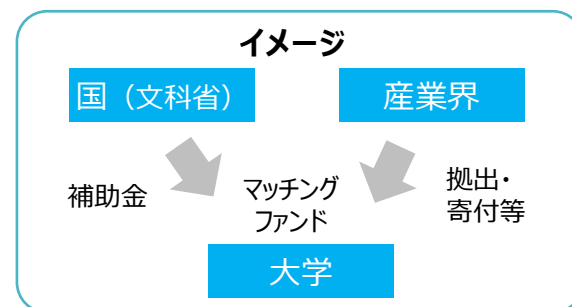 イメージ
国（文科省）
産業界
補助金
マッチング
ファンド
拠出・
寄付等
大学